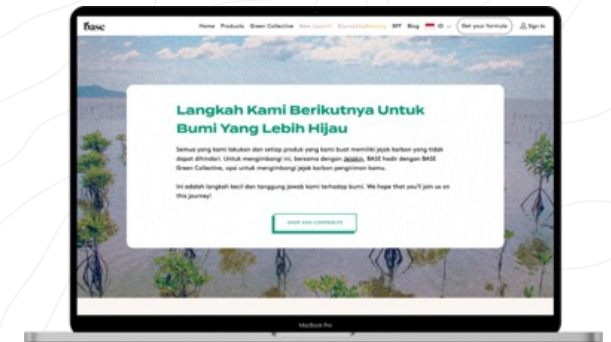 Base
Home Products Green Collective New Launch #SameButGlowing BFF Blog ID Get your formula Sign In
Langkah Kami Berikutnya Untuk
Bumi Yang Lebih Hijau
Semua yang kami lakukan dan setiap produk yang kami buat memiliki jejak karbon yang tidak
dapat dihindari. Untuk mengimbangi ini, bersama dengan Jejakin, BASE hadir dengan BASE
Green Collective, opsi untuk mengimbangi jejak karbon pengiriman kamu.
Ini adalah langkah kecil dan tanggung jawab kami terhadap bumi. We hope that you'll join us on
this journey!
SHOP AND CONTRIBUTE
MacBook Pro